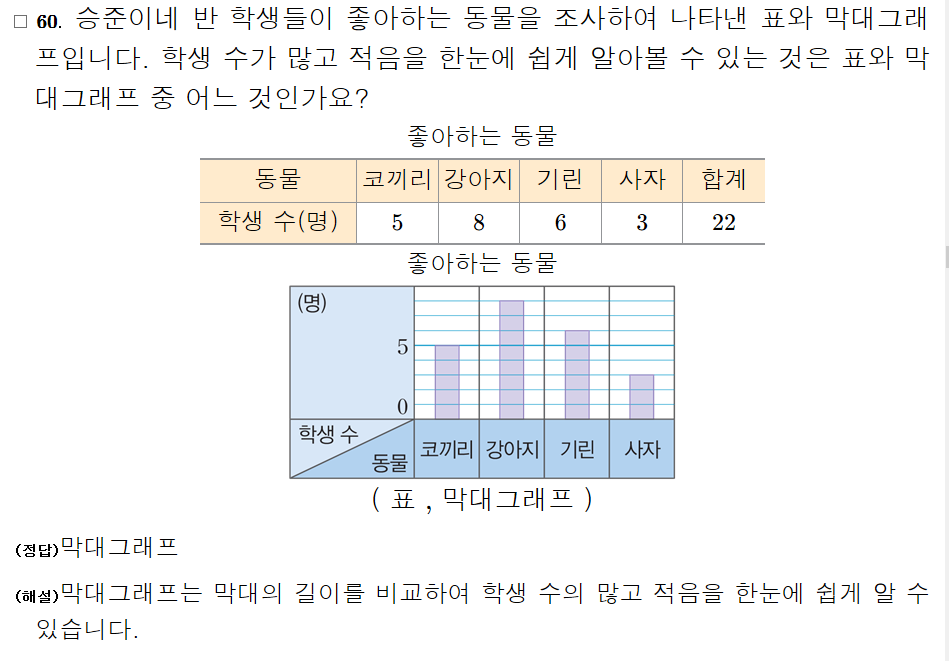 □ 60. 승준이네 반 학생들이 좋아하는 동물을 조사하여 나타낸 표와 막대그래
프입니다. 학생 수가 많고 적음을 한눈에 쉽게 알아볼 수 있는 것은 표와 막
대그래프 중 어느 것인가요?
좋아하는 동물
동물 코끼리 강아지 기린 사자 합계
학생 수(명) 5 8 6 3 22
좋아하는 동물
(명)
5
0
학생 수
동물 코끼리 강아지 기린 사자
( 표 , 막대그래프 )
(정답)막대그래프
(해설)막대그래프는 막대의 길이를 비교하여 학생 수의 많고 적음을 한눈에 쉽게 알 수
있습니다.